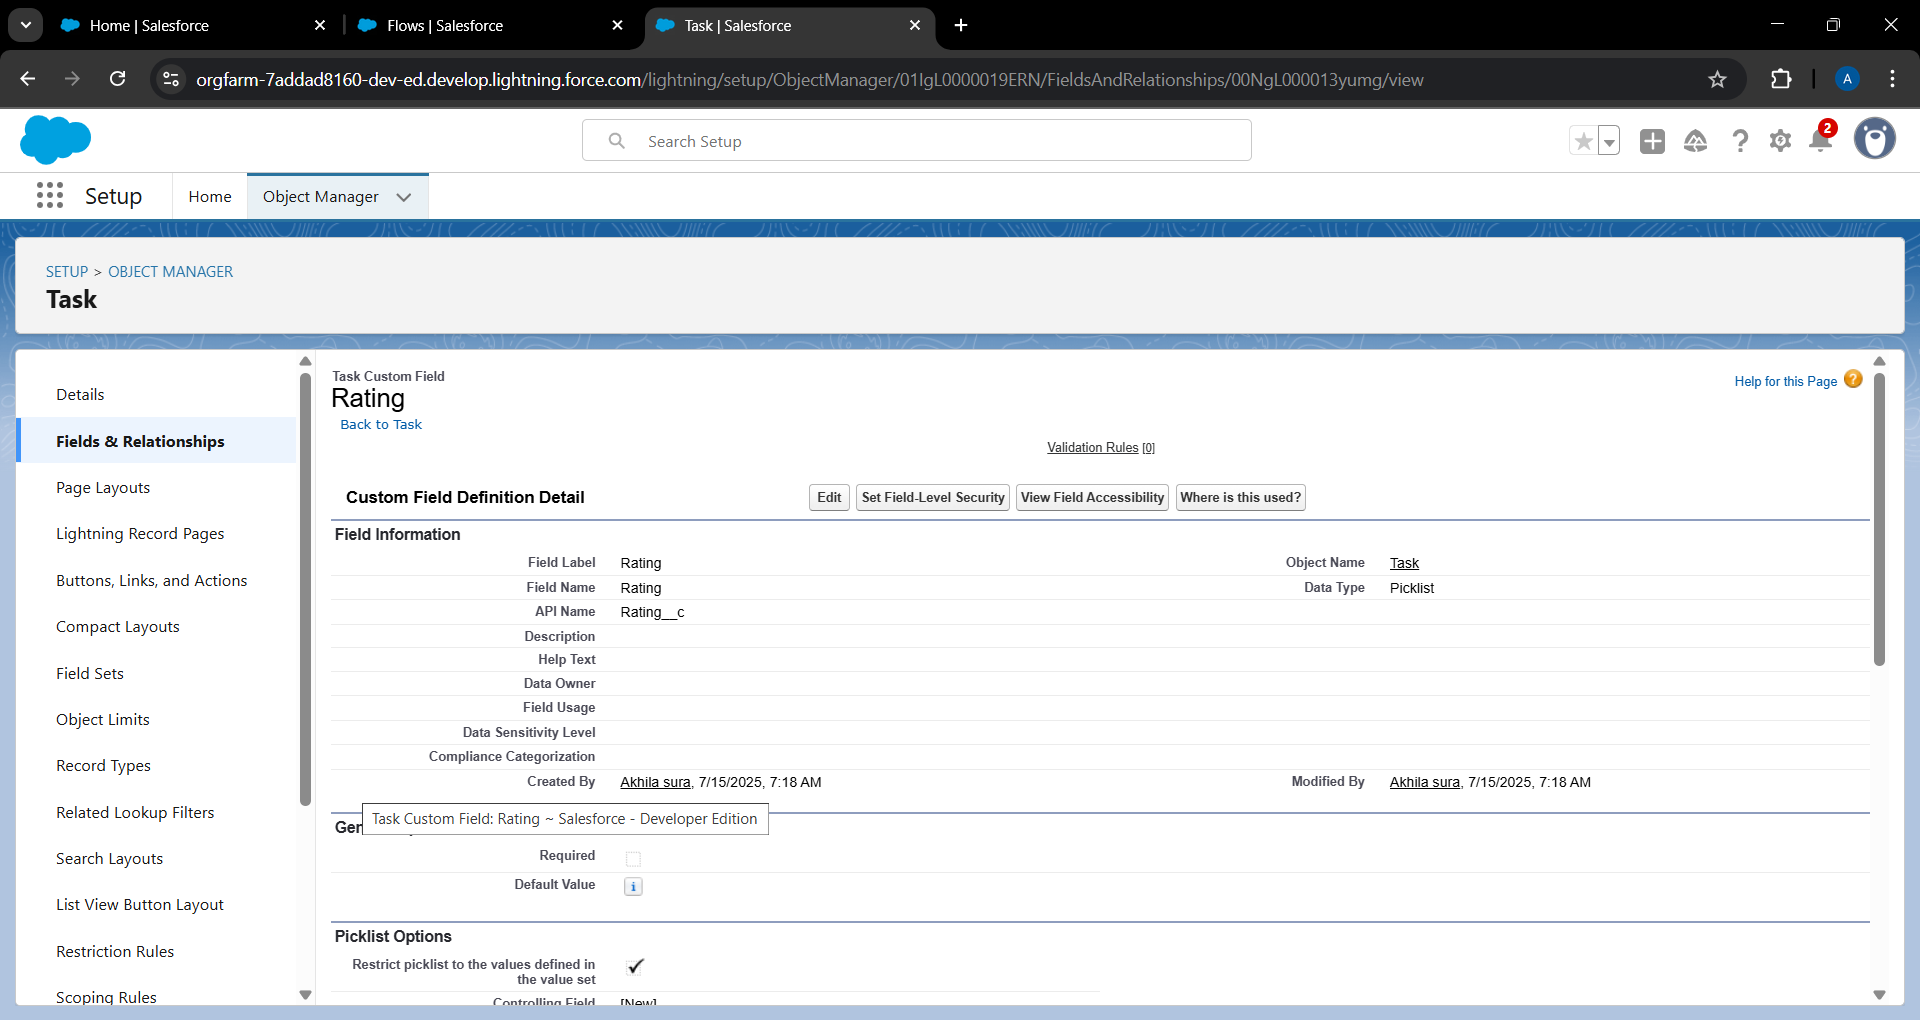 Home | Salesforce
Flows | Salesforce
Task | Salesforce
orgfarm-7addad8160-dev-ed.develop.lightning.force.com/lightning/setup/ObjectManager/01IgL0000019ERN/FieldsAndRelationships/00NgL000013yumg/view
A
Search Setup
2
Setup
Home
Object Manager
SETUP > OBJECT MANAGER
Task
Details
Fields & Relationships
Page Layouts
Lightning Record Pages
Buttons, Links, and Actions
Compact Layouts
Field Sets
Object Limits
Record Types
Related Lookup Filters
Search Layouts
List View Button Layout
Restriction Rules
Scoping Rules
Task Custom Field
Rating
Back to Task
Help for this Page
Validation Rules [0]
Custom Field Definition Detail
Edit
Set Field-Level Security
View Field Accessibility
Where is this used?
Field Information
Field Label Rating
Object Name Task
Field Name Rating
Data Type Picklist
API Name Rating__c
Description
Help Text
Data Owner
Field Usage
Data Sensitivity Level
Compliance Categorization
Created By Akhila sura, 7/15/2025, 7:18 AM
Modified By Akhila sura, 7/15/2025, 7:18 AM
Task Custom Field: Rating ~ Salesforce - Developer Edition
Required
Default Value
Picklist Options
Restrict picklist to the values defined in
the value set
Controlling Field [New]